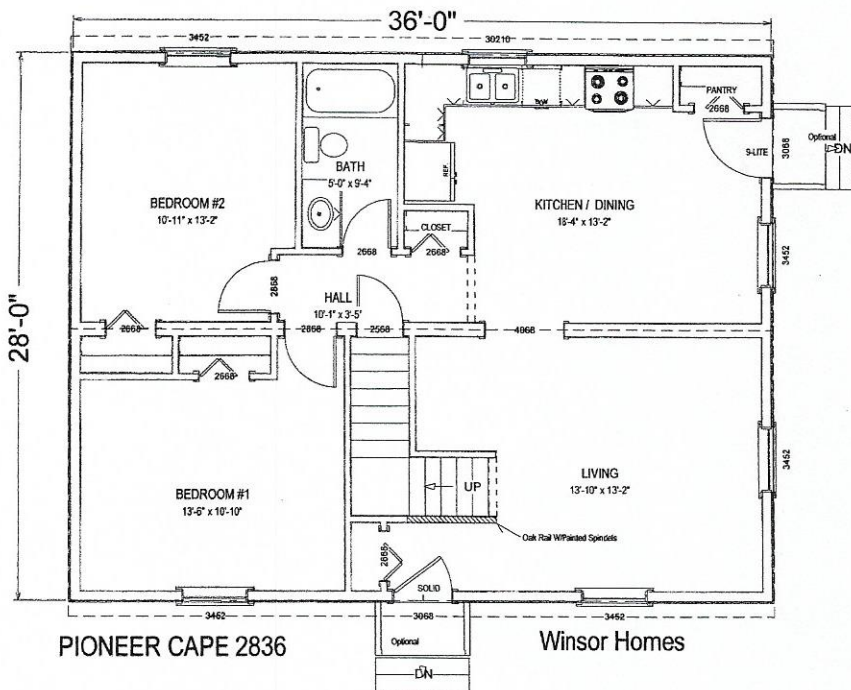 36'-0"
3452
30210
28'-0"
PANTRY
2668
9-LITE
3068
Optional
DN
BATH
5'-0" x 9'-4"
REF.
BEDROOM #2
10'-11" x 13'-2"
KITCHEN / DINING
18'-4" x 13'-2"
CLOSET
2668
2668
3452
2868
HALL
10'-1" x 3'-5"
2668
2868
2568
4068
2668
3452
UP
LIVING
13'-10" x 13'-2"
BEDROOM #1
13'-6" x 10'-10"
Oak Rail W/Painted Spindels
2668
SOLID
3452
3068
3452
PIONEER CAPE 2836
Optional
Winsor Homes
DN